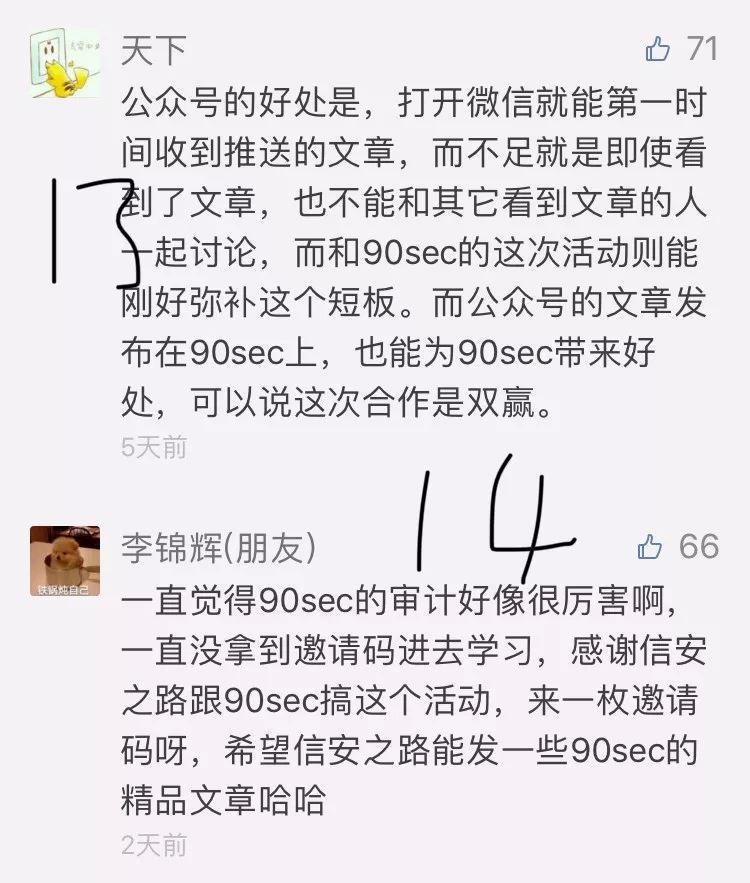 天下
71
公众号的好处是，打开微信就能第一时
间收到推送的文章，而不足就是即使看
到了文章，也不能和其它看到文章的人
一起讨论，而和90sec的这次活动则能
刚好弥补这个短板。而公众号的文章发
布在90sec上，也能为90sec带来好
处，可以说这次合作是双赢。
5天前
13
14
李锦辉(朋友)
66
铁锅炖自己
一直觉得90sec的审计好像很厉害啊，
一直没拿到邀请码进去学习，感谢信安
之路跟90sec搞这个活动，来一枚邀请
码呀，希望信安之路能发一些90sec的
精品文章哈哈
2天前